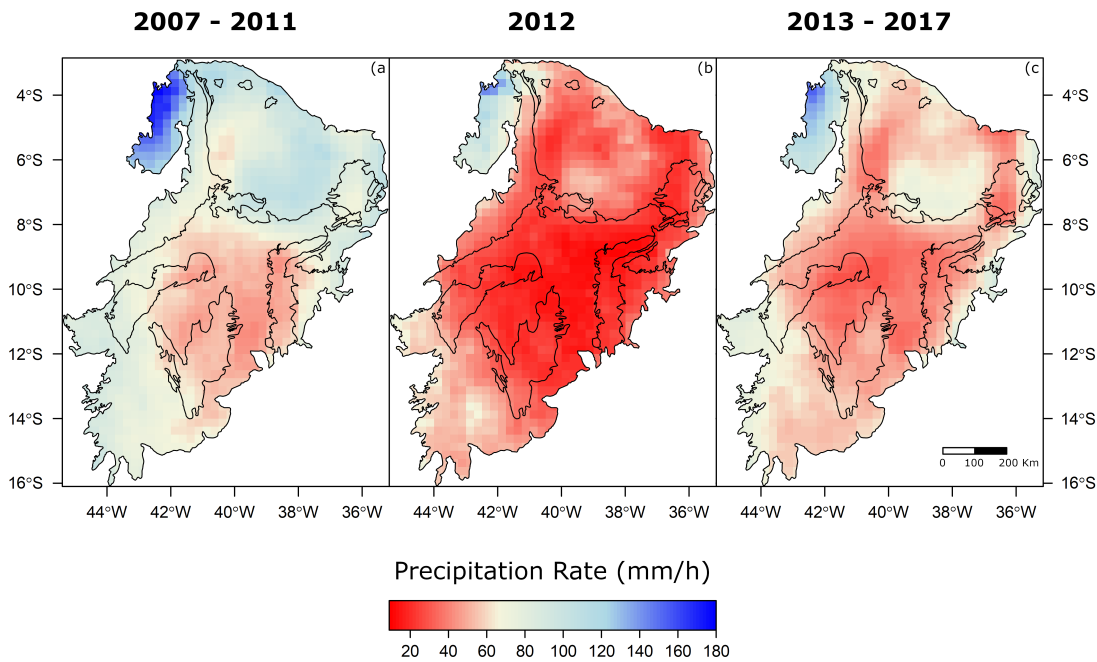 2007 - 2011 2012 2013 - 2017
(a (b (c
4°S 4°S
6°S 6°S
8°S 8°S
10°S 10°S
12°S 12°S
14°S 14°S
0 100 200 Km
16°S 16°S
44°W 42°W 40°W 38°W 36°W 44°W 42°W 40°W 38°W 36°W 44°W 42°W 40°W 38°W 36°W
Precipitation Rate (mm/h)
20 40 60 80 100 120 140 160 180